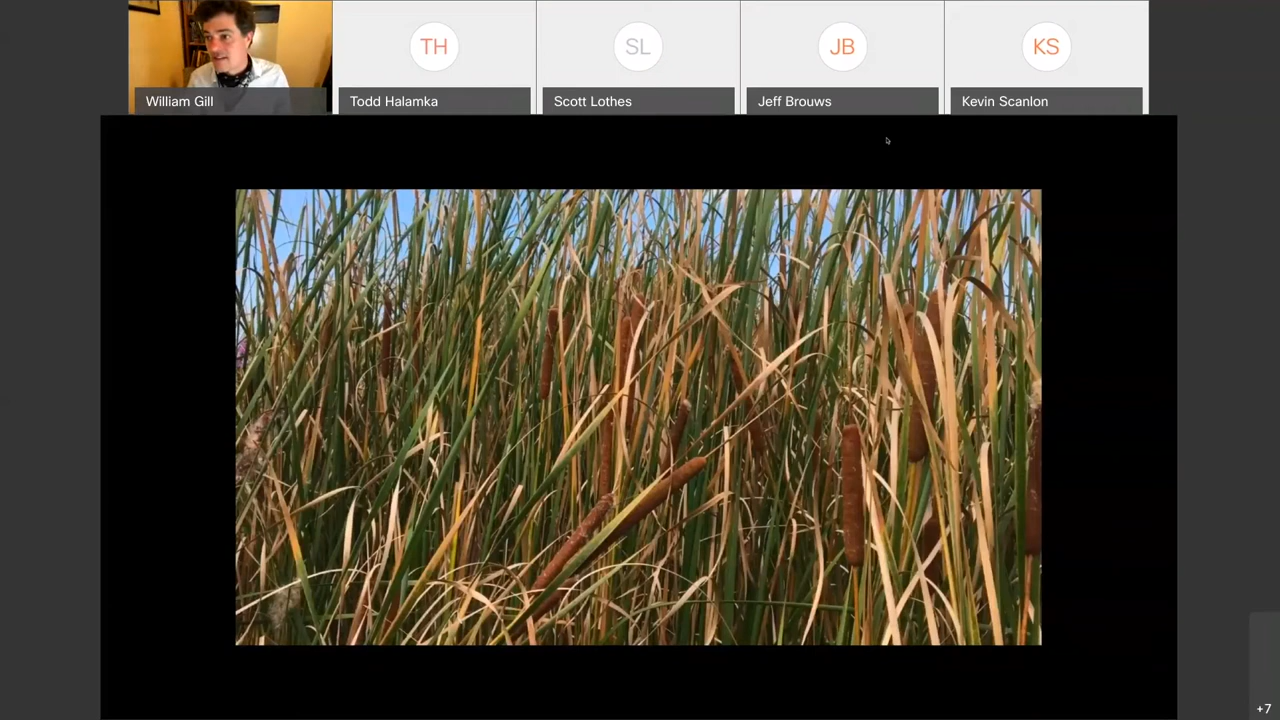 TH
SL
JB
KS
William Gill
Todd Halamka
Scott Lothes
Jeff Brouws
Kevin Scanlon
+7